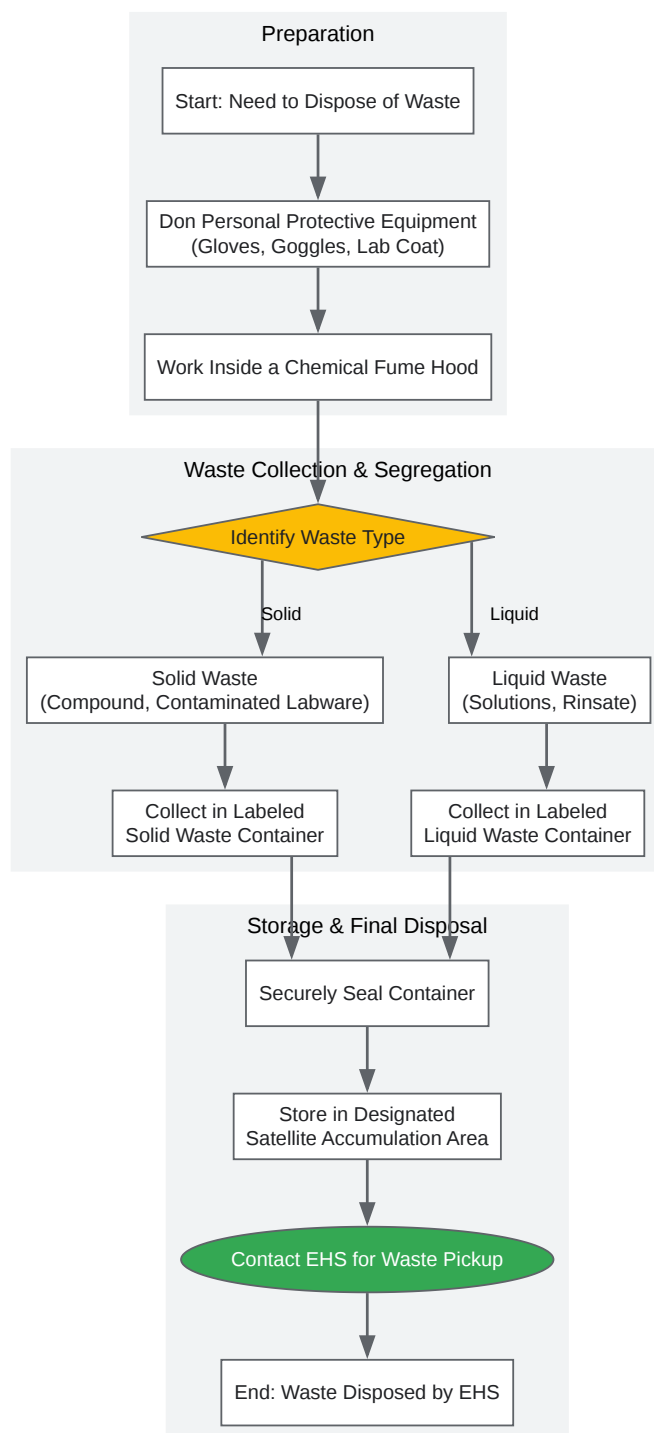 Preparation
Start: Need to Dispose of Waste
Don Personal Protective Equipment
(Gloves, Goggles, Lab Coat)
Work Inside a Chemical Fume Hood
Waste Collection & Segregation
Identify Waste Type
Solid
Liquid
Solid Waste
(Compound, Contaminated Labware)
Liquid Waste
(Solutions, Rinsate)
Collect in Labeled
Solid Waste Container
Collect in Labeled
Liquid Waste Container
Storage & Final Disposal
Securely Seal Container
Store in Designated
Satellite Accumulation Area
Contact EHS for Waste Pickup
End: Waste Disposed by EHS